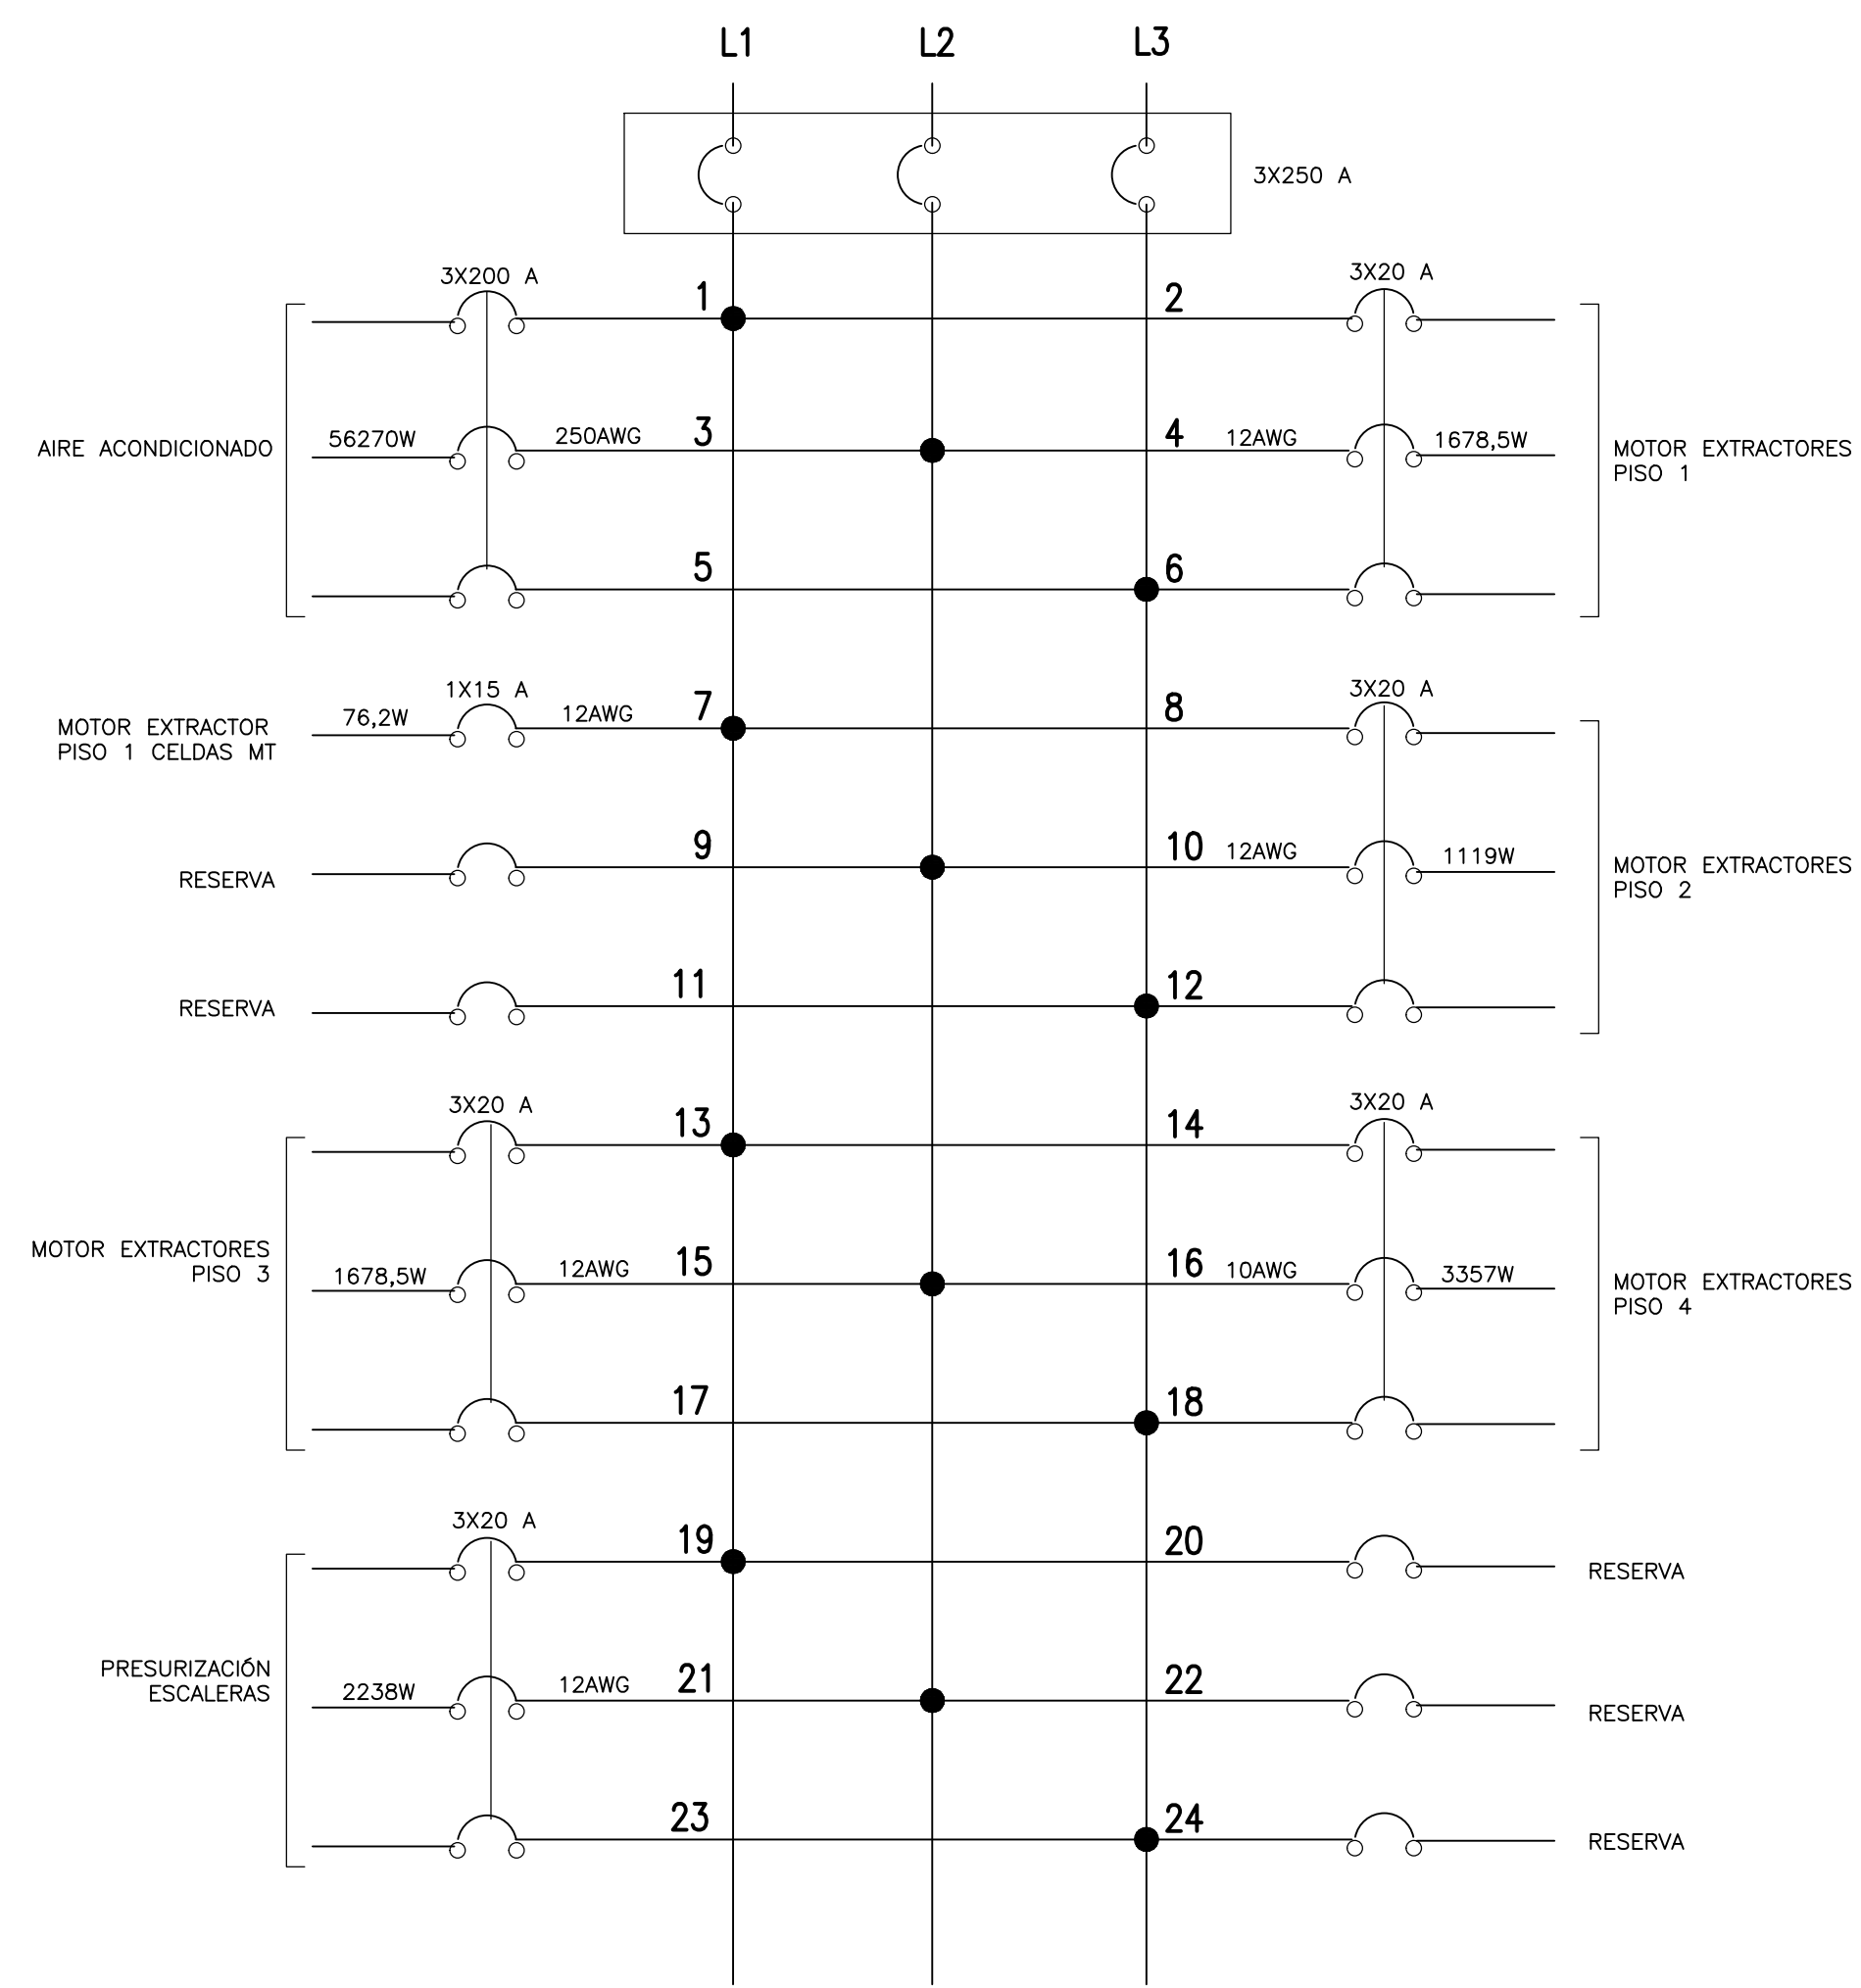 L1
L2
L3
3X250 A
3X200 A
1
2
3X20 A
AIRE ACONDICIONADO
56270W
250AWG
3
4
12AWG
1678,5W
MOTOR EXTRACTORES
PISO 1
5
6
1X15 A
3X20 A
MOTOR EXTRACTOR
PISO 1 CELDAS MT
76,2W
12AWG
7
8
RESERVA
9
10
12AWG
1119W
MOTOR EXTRACTORES
PISO 2
RESERVA
11
12
3X20 A
13
14
3X20 A
MOTOR EXTRACTORES
PISO 3
1678,5W
12AWG
15
16
10AWG
3357W
MOTOR EXTRACTORES
PISO 4
17
18
3X20 A
19
20
RESERVA
PRESURIZACIÓN
ESCALERAS
2238W
12AWG
21
22
RESERVA
23
24
RESERVA